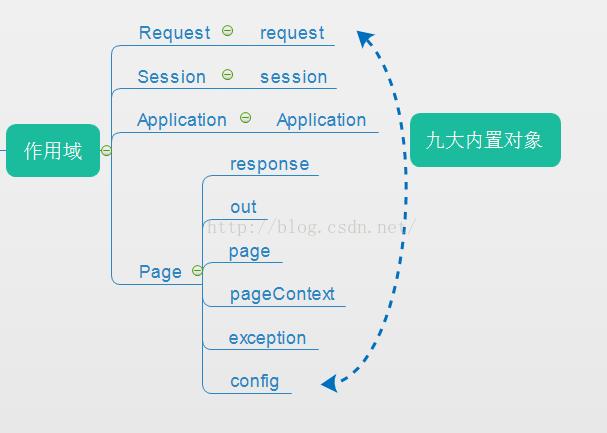 Request request
Session session
Application Application
作用域
九大内置对象
response
out
http://blog.csdn.net/
page
Page
pageContext
exception
config